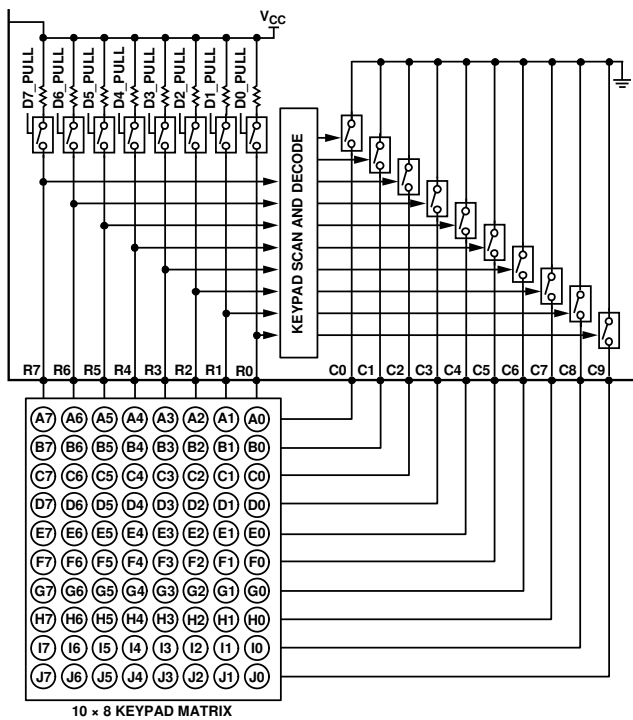 VCC
D7_PULL D6_PULL D5_PULL D4_PULL D3_PULL D2_PULL D1_PULL D0_PULL
KEYPAD SCAN AND DECODE
R7 R6 R5 R4 R3 R2 R1 R0 C0 C1 C2 C3 C4 C5 C6 C7 C8 C9
A7 A6 A5 A4 A3 A2 A1 A0
B7 B6 B5 B4 B3 B2 B1 B0
C7 C6 C5 C4 C3 C2 C1 C0
D7 D6 D5 D4 D3 D2 D1 D0
E7 E6 E5 E4 E3 E2 E1 E0
F7 F6 F5 F4 F3 F2 F1 F0
G7 G6 G5 G4 G3 G2 G1 G0
H7 H6 H5 H4 H3 H2 H1 H0
I7 I6 I5 I4 I3 I2 I1 I0
J7 J6 J5 J4 J3 J2 J1 J0
10 × 8 KEYPAD MATRIX